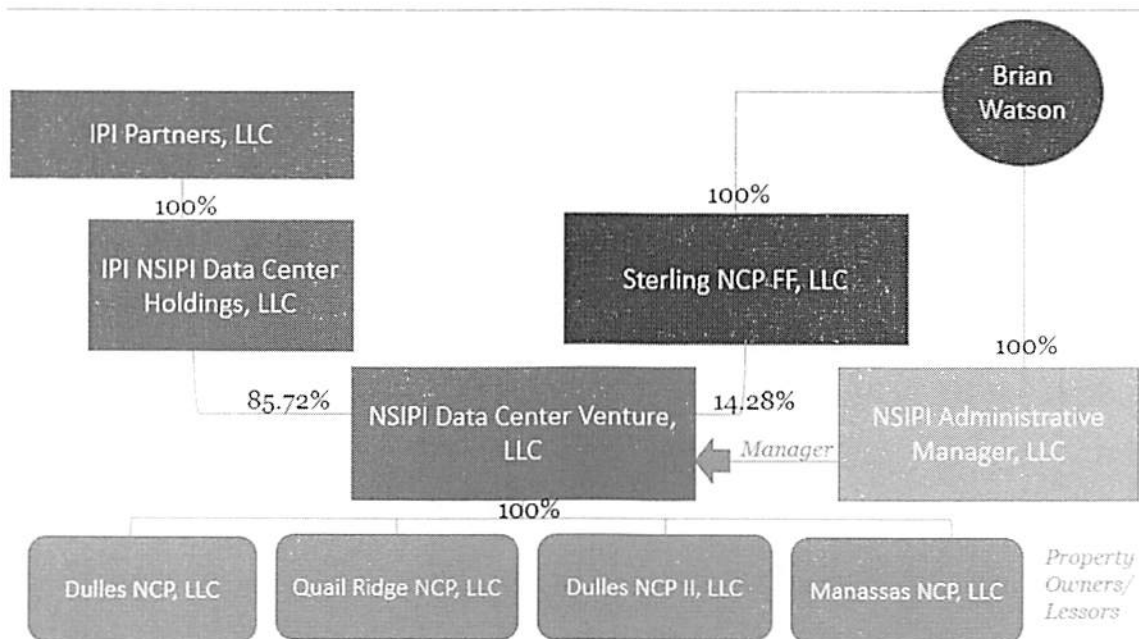 Brian
Watson
IPI Partners, LLC
100%
100%
IPI NSIPI Data Center
Holdings, LLC
Sterling NCP FF, LLC
100%
85.72%
NSIPI Data Center Venture,
LLC
14.28%
NSIPI Administrative
Manager, LLC
Manager
100%
Dulles NCP, LLC
Quail Ridge NCP, LLC
Dulles NCP II, LLC
Manassas NCP, LLC
Property
Owners/
Lessors